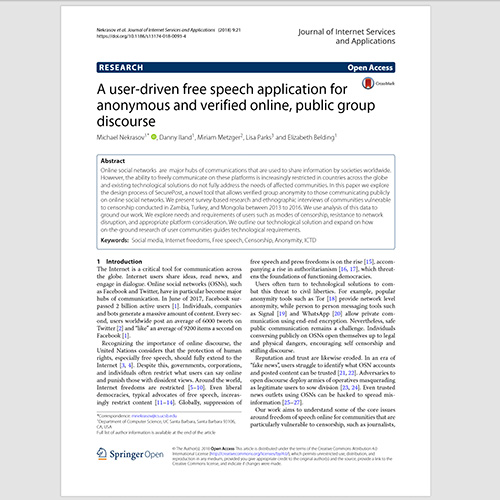 Nekrasov et al. Journal of Internet Services and Applications (2018) 9:21
https://doi.org/10.1186/s13174-018-0093-4
Journal of Internet Services
and Applications
RESEARCH
Open Access
CrossMark
A user-driven free speech application for
anonymous and verified online, public group
discourse
Michael Nekrasov1*, Danny Iland1, Miriam Metzger2, Lisa Parks3 and Elizabeth Belding1
Abstract
Online social networks are major hubs of communications that are used to share information by societies worldwide.
However, the ability to freely communicate on these platforms is increasingly restricted in countries across the globe
and existing technological solutions do not fully address the needs of affected communities. In this paper we explore
the design process of SecurePost, a novel tool that allows verified group anonymity to those communicating publicly
on online social networks. We present survey-based research and ethnographic interviews of communities vulnerable
to censorship conducted in Zambia, Turkey, and Mongolia between 2013 to 2016. We use analysis of this data to
ground our work. We explore needs and requirements of users such as modes of censorship, resistance to network
disruption, and appropriate platform consideration. We outline our technological solution and expand on how
on-the-ground research of user communities guides technological requirements.
Keywords: Social media, Internet freedoms, Free speech, Censorship, Anonymity, ICTD
1 Introduction
The Internet is a critical tool for communication across
the globe. Internet users share ideas, read news, and
engage in dialogue. Online social networks (OSNs), such
as Facebook and Twitter, have in particular become major
hubs of communication. In June of 2017, Facebook sur-
passed 2 billion active users [1]. Individuals, companies
and bots generate a massive amount of content. Every sec-
ond, users worldwide post an average of 6000 tweets on
Twitter [2] and "like" an average of 9200 items a second on
Facebook [1].
Recognizing the importance of online discourse, the
United Nations considers that the protection of human
rights, especially free speech, should fully extend to the
Internet [3, 4]. Despite this, governments, corporations,
and individuals often restrict what users can say online
and punish those with dissident views. Around the world,
Internet freedoms are restricted [5–10]. Even liberal
democracies, typical advocates of free speech, increas-
ingly restrict content [11–14]. Globally, suppression of
*Correspondence: mnekrasov@cs.ucsb.edu
1Department of Computer Science, UC Santa Barbara, Santa Barbara 93106,
CA, USA
Full list of author information is available at the end of the article
free speech and press freedoms is on the rise [15], accom-
panying a rise in authoritarianism [16, 17], which threat-
ens the foundations of functioning democracies.
Users often turn to technological solutions to com-
bat this threat to civil liberties. For example, popular
anonymity tools such as Tor [18] provide network level
anonymity, while person to person messaging tools such
as Signal [19] and WhatsApp [20] allow private com-
munication using end-end encryption. Nevertheless, safe
public communication remains a challenge. Individuals
conversing publicly on OSNs open themselves up to legal
and physical dangers, encouraging self censorship and
stifling discourse.
Reputation and trust are likewise eroded. In an era of
"fake news", users struggle to identify what OSN accounts
and posted content can be trusted [21, 22]. Adversaries to
open discourse deploy armies of operatives masquerading
as legitimate users to sow division [23, 24]. Even trusted
news outlets using OSNs can be hacked to spread mis-
information [25–27].
Our work aims to understand some of the core issues
around freedom of speech online for communities that are
particularly vulnerable to censorship, such as journalists,
Springer Open
© The Author(s). 2018 Open Access This article is distributed under the terms of the Creative Commons Attribution 4.0
International License (http://creativecommons.org/licenses/by/4.0/), which permits unrestricted use, distribution, and
reproduction in any medium, provided you give appropriate credit to the original author(s) and the source, provide a link to the
Creative Commons license, and indicate if changes were made.